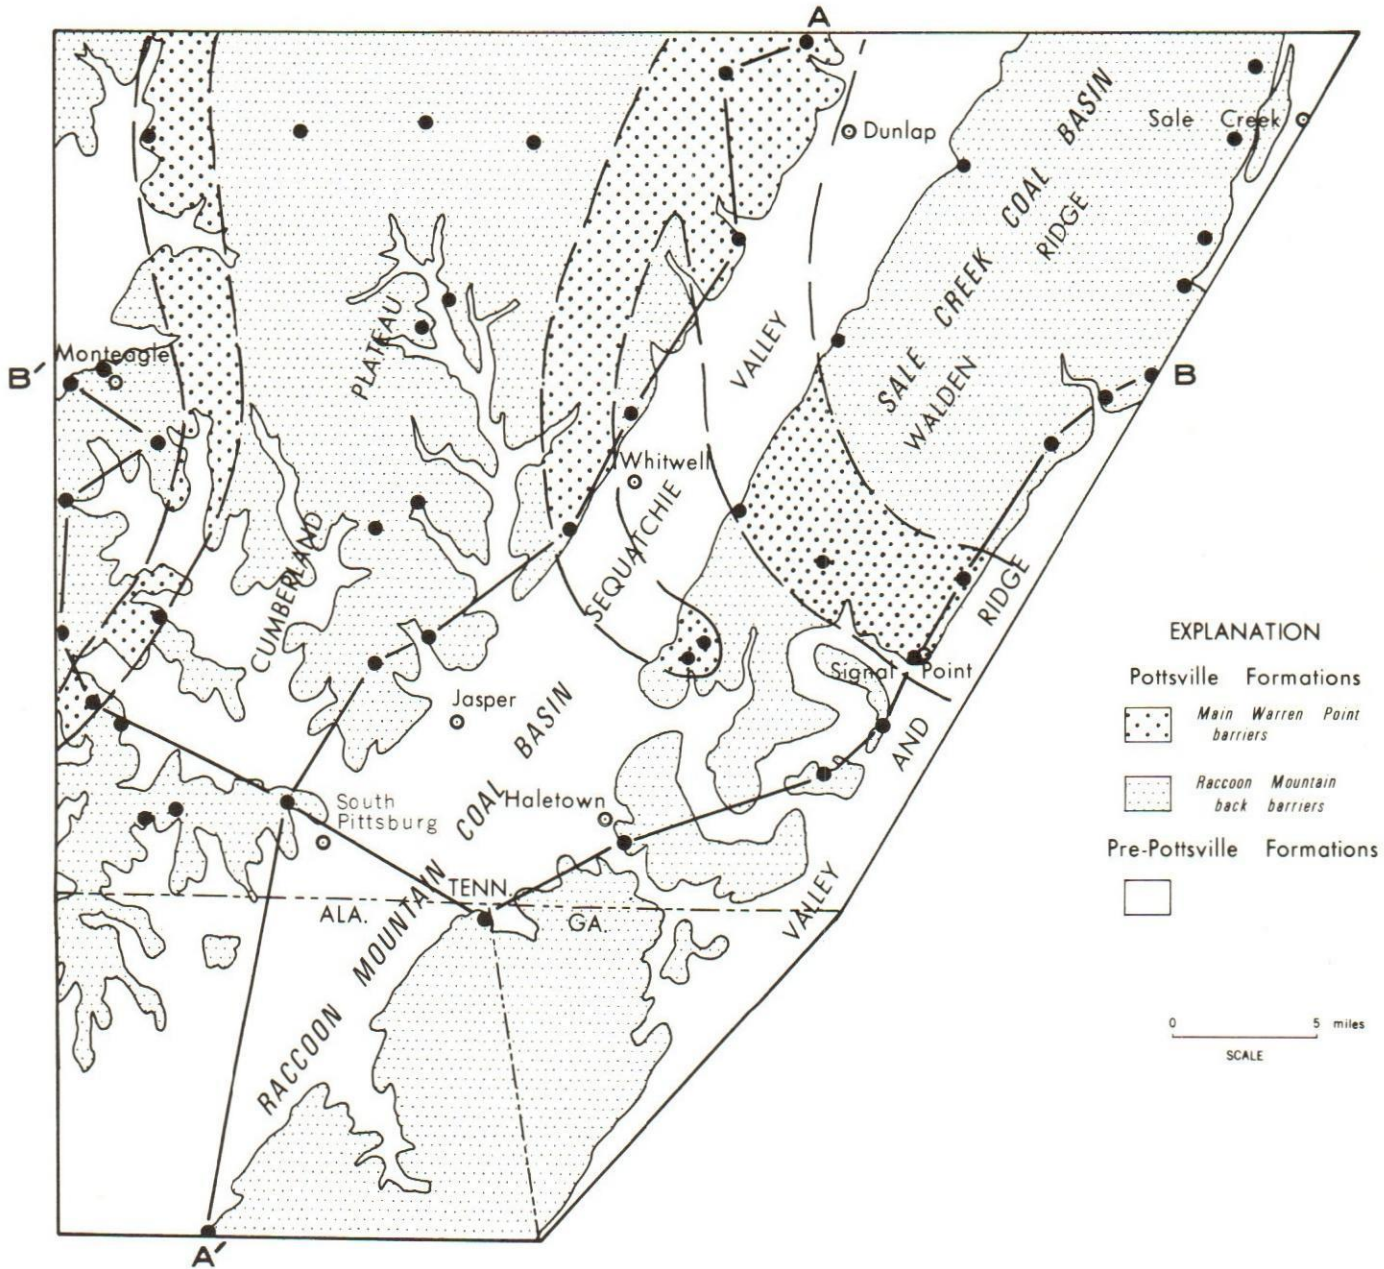 A
Dunlap
Sale Creek
SALE CREEK COAL BASIN
WALDEN RIDGE
PLATEAU
VALLEY
Monteagle
B'
B
Whitwell
SEQUATCHIE
CUMBERLAND
RIDGE
AND
VALLEY
Signal Point
Jasper
RACCOON MOUNTAIN COAL BASIN
South
Pittsburg
Haletown
TENN.
ALA.
GA.
A'
EXPLANATION
Pottsville Formations
Main Warren Point
barriers
Raccoon Mountain
back barriers
Pre-Pottsville Formations
0 5 miles
SCALE